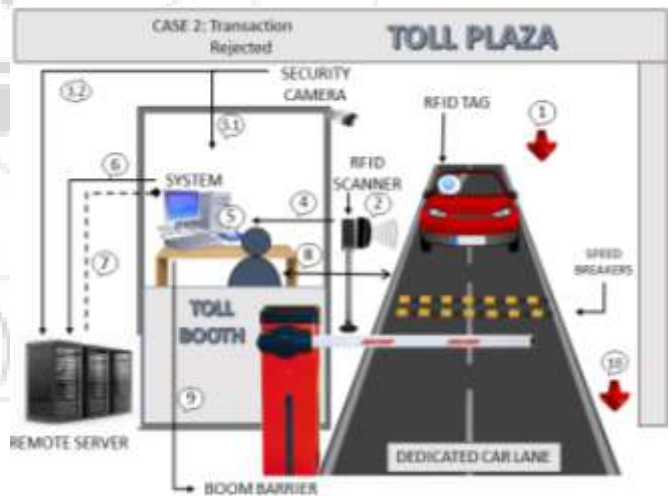 CASE 2: Transaction
Rejected
TOLL PLAZA
SECURITY
CAMERA
3.2
3.1
RFID TAG
1
6
SYSTEM
RFID
SCANNER
2
4
5
7
8
SPEED
BREAKERS
TOLL
BOOTH
9
10
REMOTE SERVER
DEDICATED CAR LANE
BOOM BARRIER